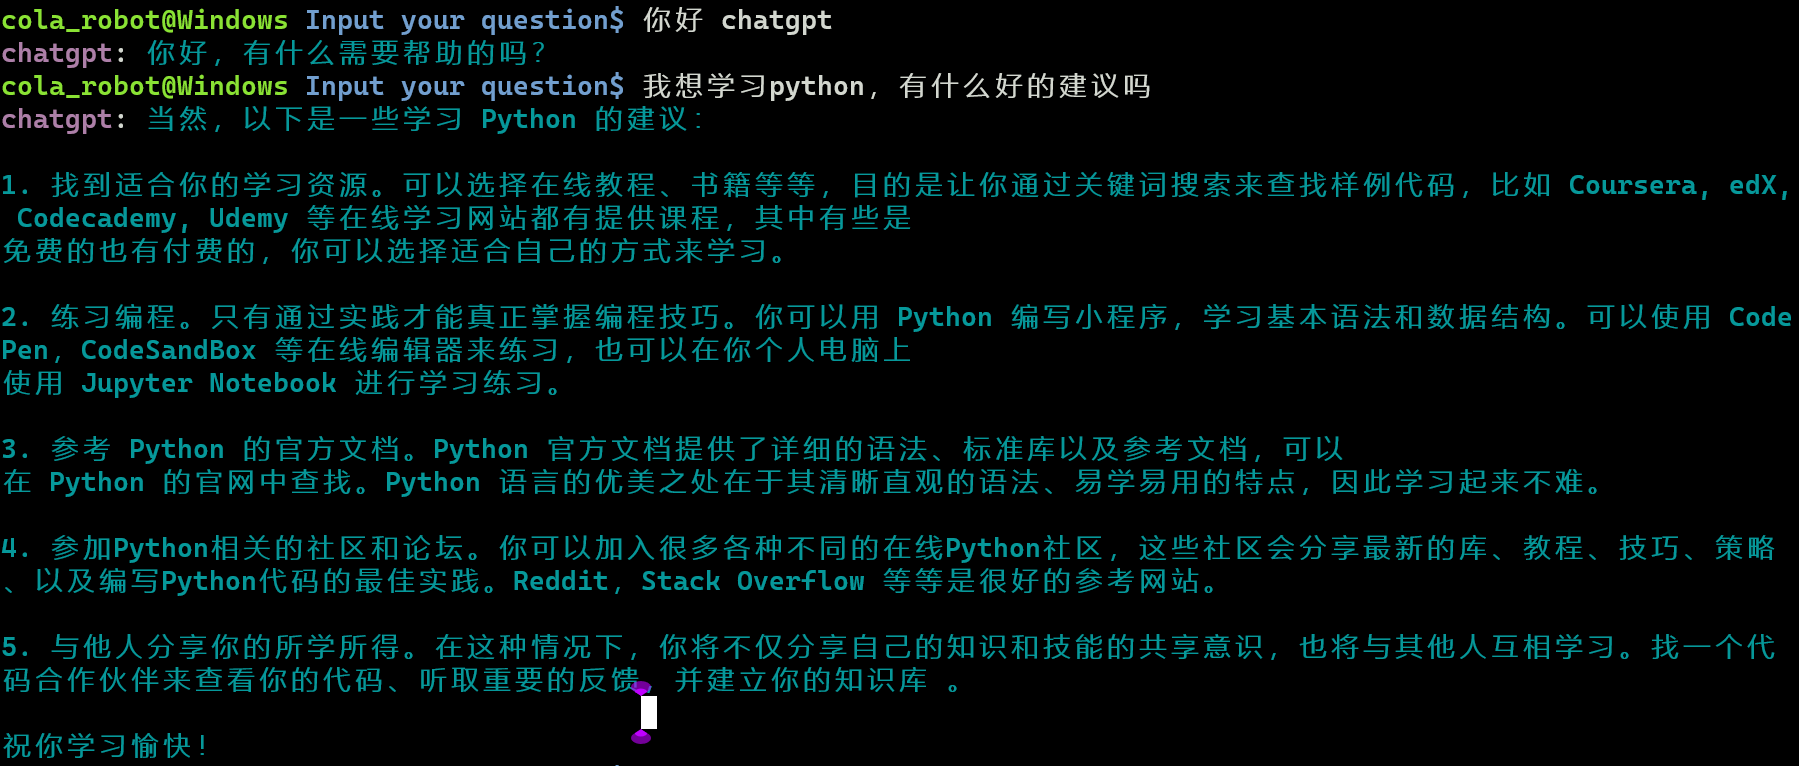 cola_robot@Windows Input your question$ 你好 chatgpt
chatgpt: 你好，有什么需要帮助的吗？
cola_robot@Windows Input your question$ 我想学习python，有什么好的建议吗
chatgpt: 当然，以下是一些学习 Python 的建议：
1. 找到适合你的学习资源。可以选择在线教程、书籍等等，目的是让你通过关键词搜索来查找样例代码，比如 Coursera, edX,
Codecademy, Udemy 等在线学习网站都有提供课程，其中有些是
免费的也有付费的，你可以选择适合自己的方式来学习。
2. 练习编程。只有通过实践才能真正掌握编程技巧。你可以用 Python 编写小程序，学习基本语法和数据结构。可以使用 Code
Pen，CodeSandBox 等在线编辑器来练习，也可以在你个人电脑上
使用 Jupyter Notebook 进行学习练习。
3. 参考 Python 的官方文档。Python 官方文档提供了详细的语法、标准库以及参考文档，可以
在 Python 的官网中查找。Python 语言的优美之处在于其清晰直观的语法、易学易用的特点，因此学习起来不难。
4. 参加Python相关的社区和论坛。你可以加入很多各种不同的在线Python社区，这些社区会分享最新的库、教程、技巧、策略
、以及编写Python代码的最佳实践。Reddit，Stack Overflow 等等是很好的参考网站。
5. 与他人分享你的所学所得。在这种情况下，你将不仅分享自己的知识和技能的共享意识，也将与其他人互相学习。找一个代
码合作伙伴来查看你的代码、听取重要的反馈，并建立你的知识库 。
祝你学习愉快！